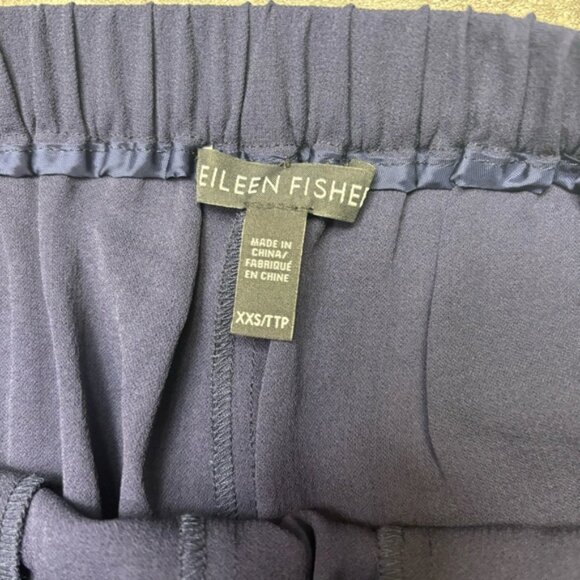 EILEEN FISHER
MADE IN
CHINA/
FABRIQUÉ
EN CHINE
XXS/TTP